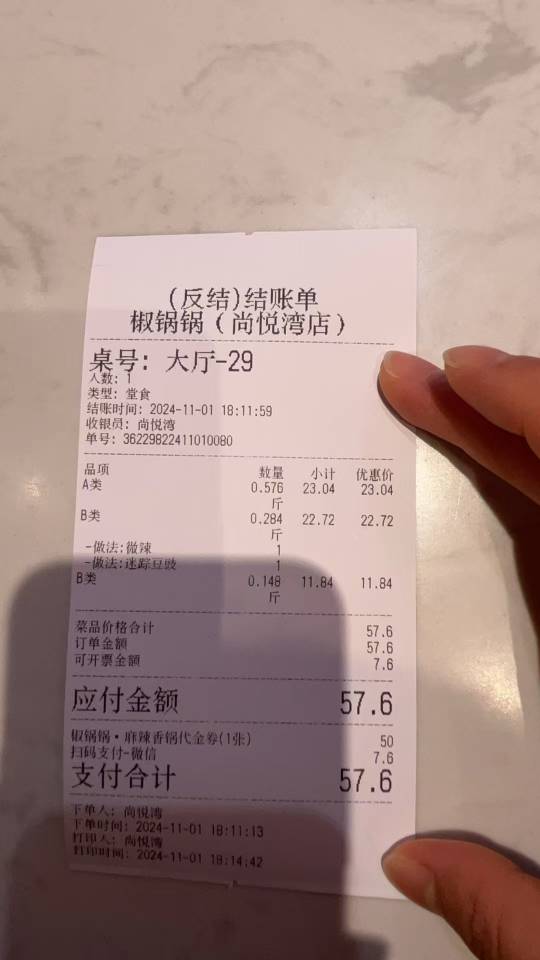 (反结)结账单
椒锅锅（尚悦湾店）
桌号: 大厅-29
人数: 1
类型: 堂食
结账时间: 2024-11-01 18:11:59
收银员: 尚悦湾
单号: 36229822411010080
品项 数量 小计 优惠价
A类 0.576 23.04 23.04
斤
B类 0.284 22.72 22.72
斤
-做法:微辣 1
-做法:迷踪豆豉 1
B类 0.148 11.84 11.84
斤
菜品价格合计 57.6
订单金额 57.6
可开票金额 7.6
应付金额 57.6
椒锅锅·麻辣香锅代金券(1张) 50
扫码支付-微信 7.6
支付合计 57.6
下单人: 尚悦湾
下单时间: 2024-11-01 18:11:13
打印人: 尚悦湾
打印时间: 2024-11-01 18:14:42